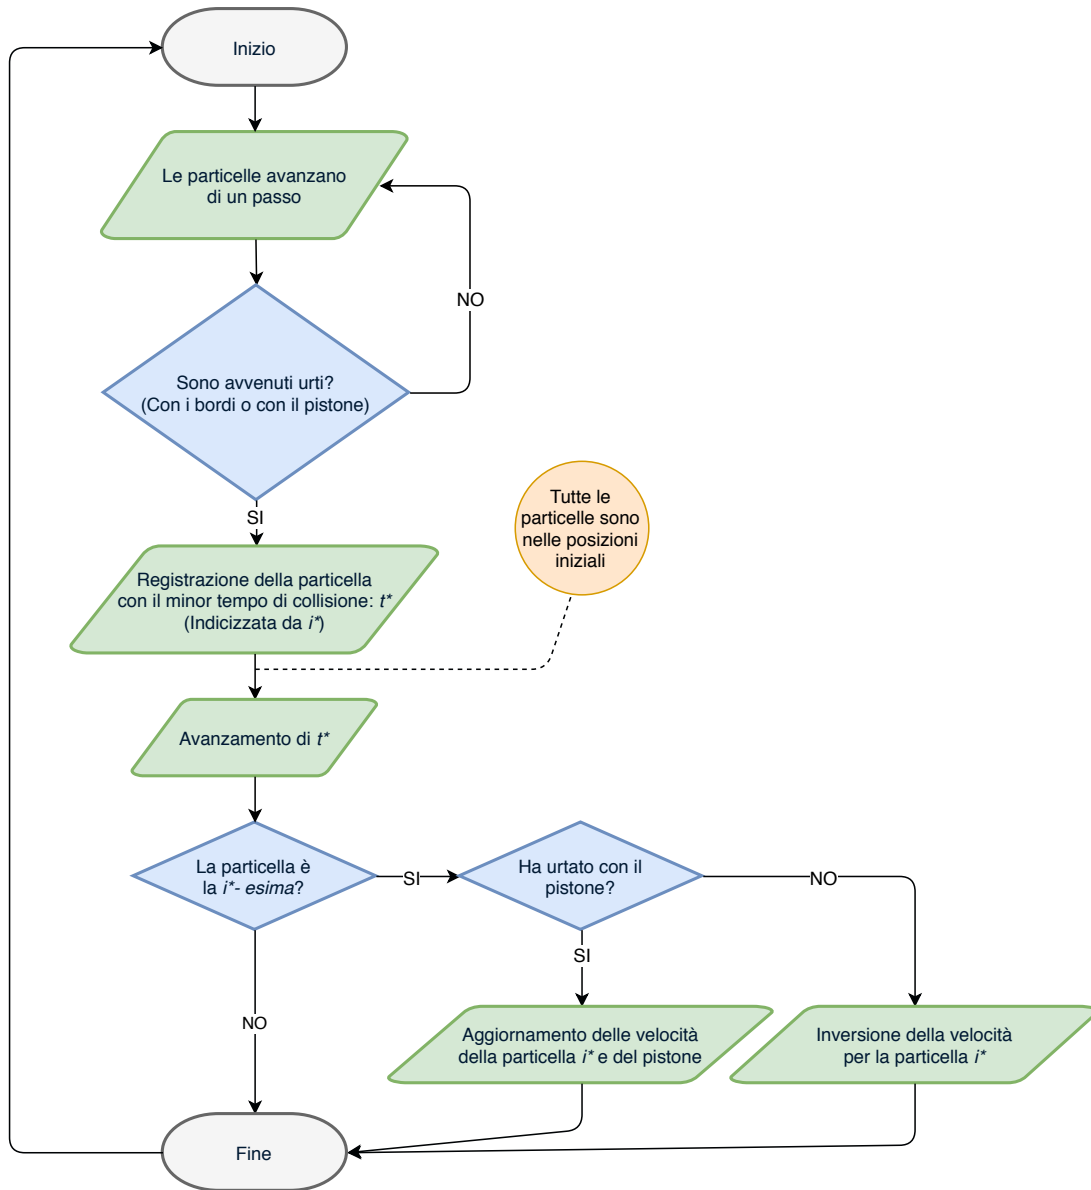 Inizio
Le particelle avanzano
di un passo
NO
Sono avvenuti urti?
(Con i bordi o con il pistone)
SI
Tutte le
particelle sono
nelle posizioni
iniziali
Registrazione della particella
con il minor tempo di collisione: t*
(Indicizzata da i*)
Avanzamento di t*
La particella è
la i*- esima?
SI
Ha urtato con il
pistone?
NO
SI
NO
Aggiornamento delle velocità
della particella i* e del pistone
Inversione della velocità
per la particella i*
Fine